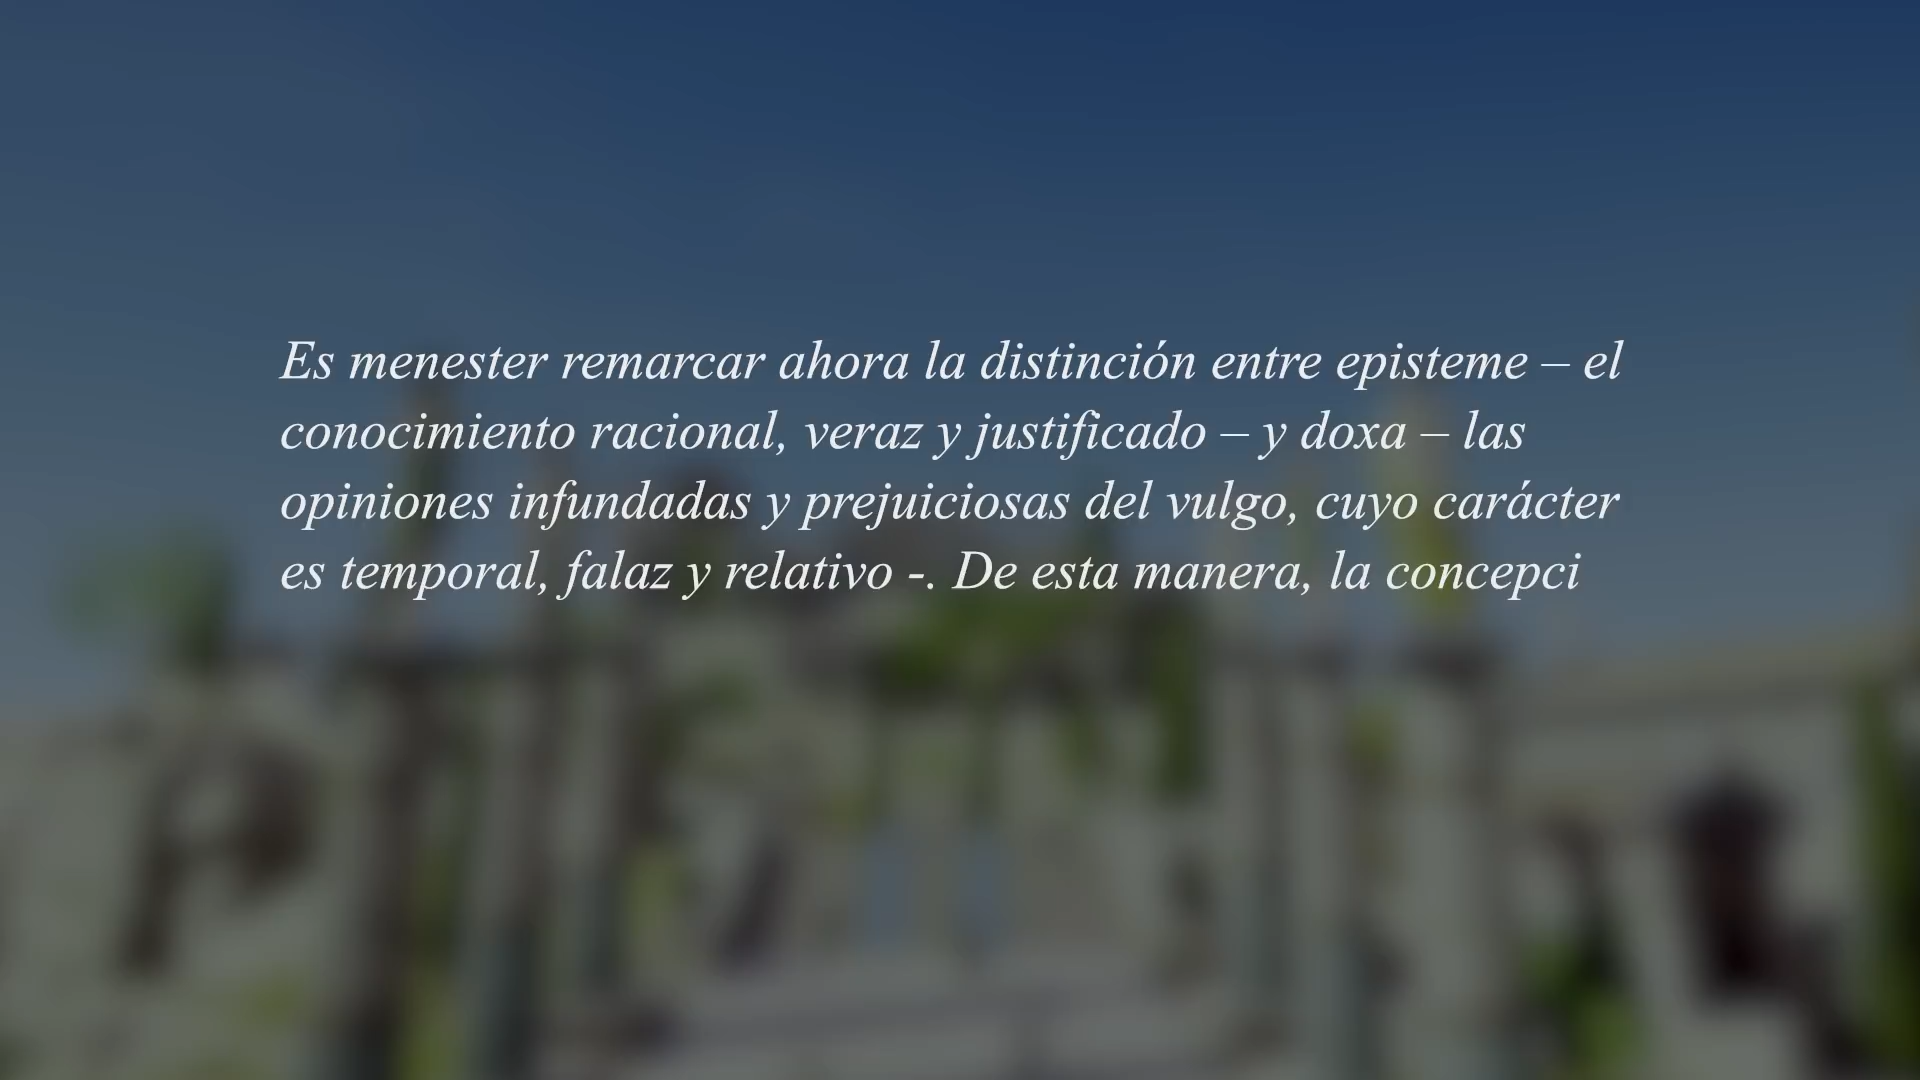 Es menester remarcar ahora la distinción entre episteme – el
conocimiento racional, veraz y justificado – y doxa – las
opiniones infundadas y prejuiciosas del vulgo, cuyo carácter
es temporal, falaz y relativo -. De esta manera, la concepci